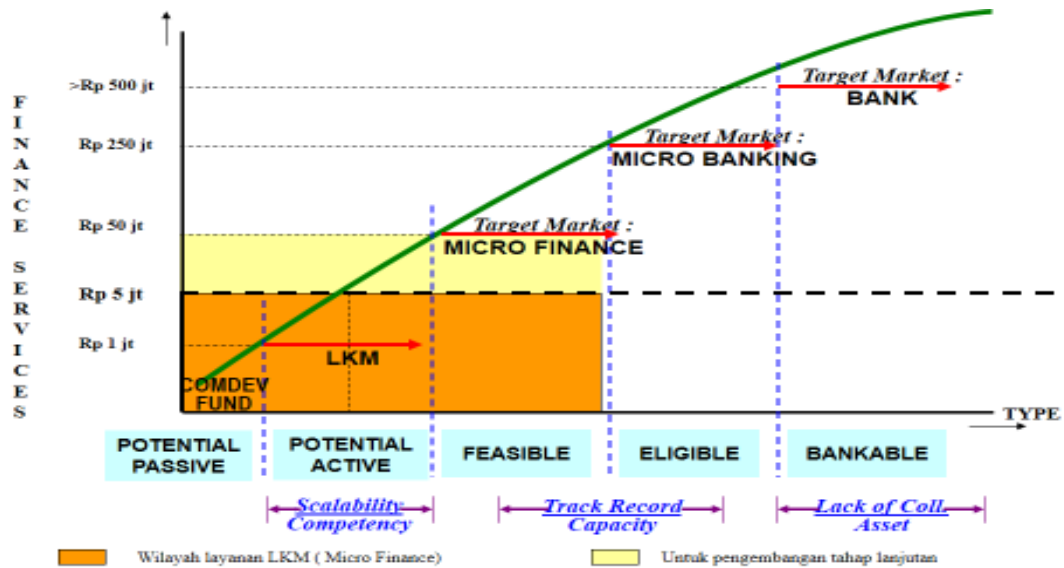 FINANCE SERVICES
>Rp 500 jt
Rp 250 jt
Rp 50 jt
Rp 5 jt
Rp 1 jt
Target Market :
BANK
Target Market :
MICRO BANKING
Target Market :
MICRO FINANCE
LKM
COMDEV
FUND
TYPE
POTENTIAL
PASSIVE
POTENTIAL
ACTIVE
FEASIBLE
ELIGIBLE
BANKABLE
Scalability
Competency
Track Record
Capacity
Lack of Coll.
Asset
Wilayah layanan LKM ( Micro Finance)
Untuk pengembangan tahap lanjutan